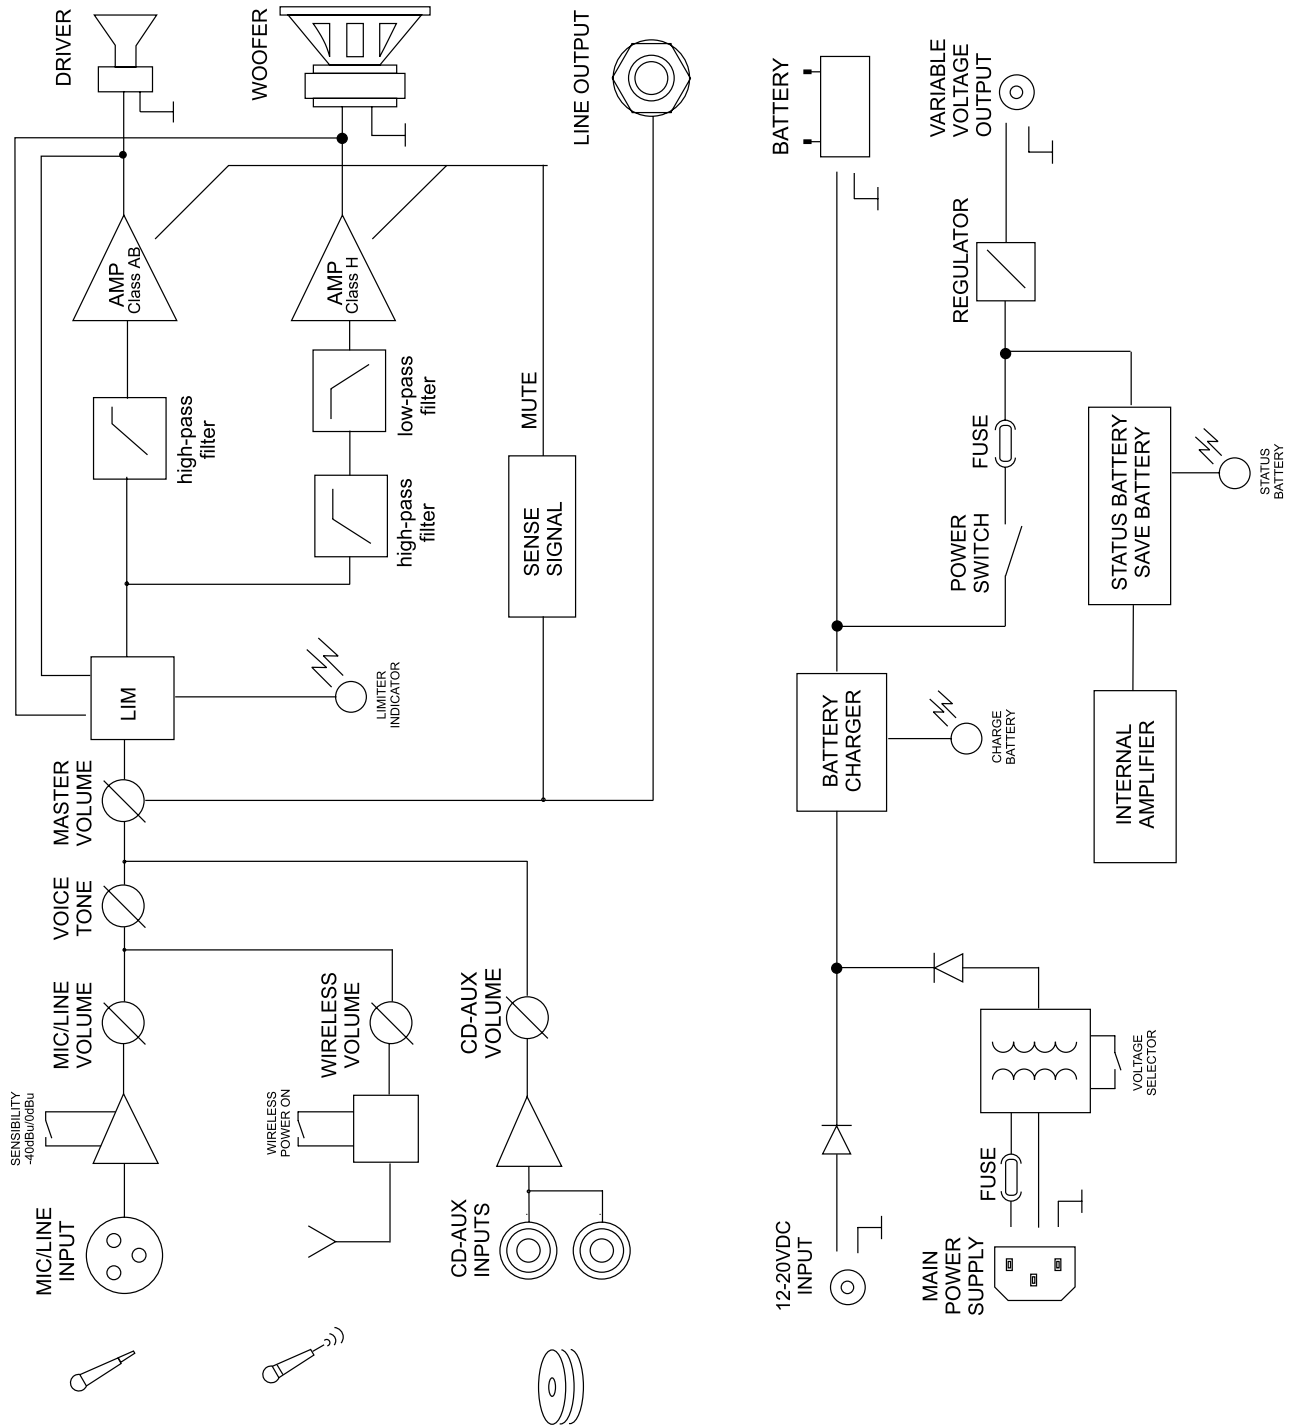 DRIVER
WOOFER
LINE OUTPUT
BATTERY
VARIABLE
VOLTAGE
OUTPUT
AMP
Class AB
AMP
Class H
REGULATOR
high-pass
filter
low-pass
filter
high-pass
filter
MUTE
SENSE
SIGNAL
FUSE
POWER
SWITCH
STATUS BATTERY
SAVE BATTERY
STATUS
BATTERY
LIM
LIMITER
INDICATOR
BATTERY
CHARGER
CHARGE
BATTERY
INTERNAL
AMPLIFIER
MASTER
VOLUME
VOICE
TONE
MIC/LINE
VOLUME
WIRELESS
VOLUME
CD-AUX
VOLUME
SENSIBILITY
-40dBu/0dBu
WIRELESS
POWER ON
VOLTAGE
SELECTOR
FUSE
MIC/LINE
INPUT
CD-AUX
INPUTS
12-20VDC
INPUT
MAIN
POWER
SUPPLY